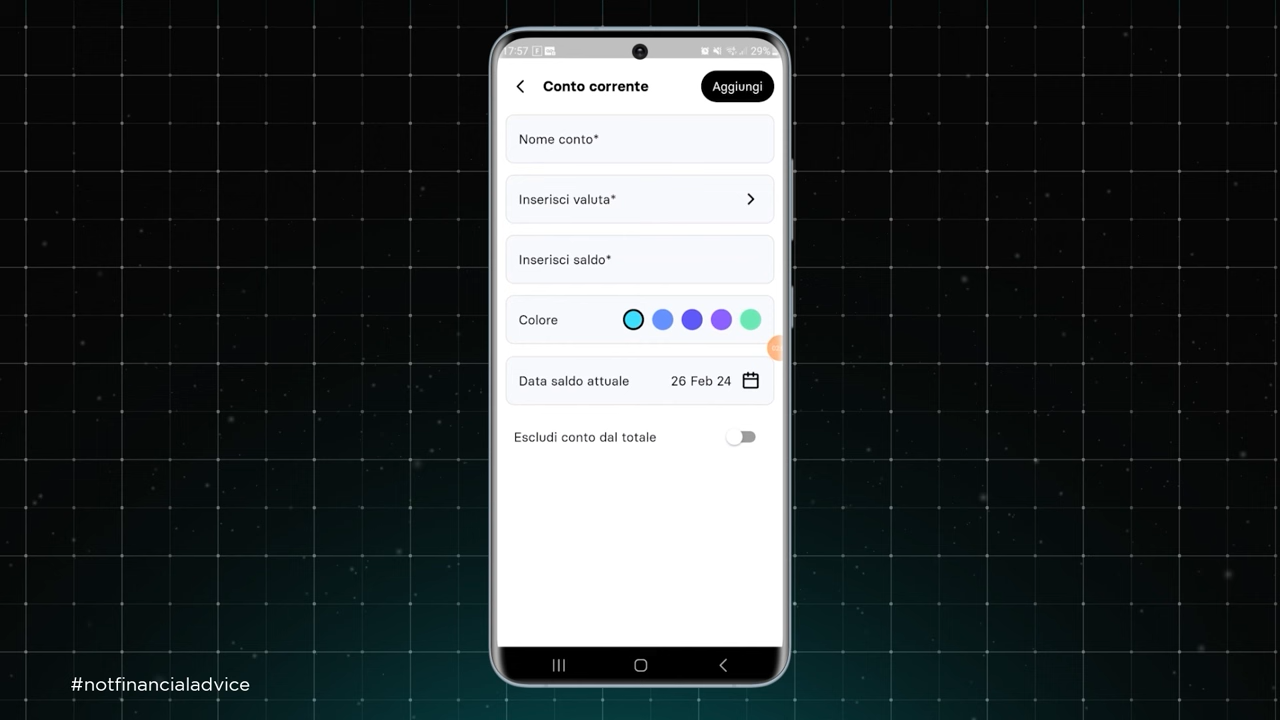 17:57
29%
Conto corrente
Aggiungi
Nome conto*
Inserisci valuta*
Inserisci saldo*
Colore
Data saldo attuale 26 Feb 24
Escludi conto dal totale
#notfinancialadvice